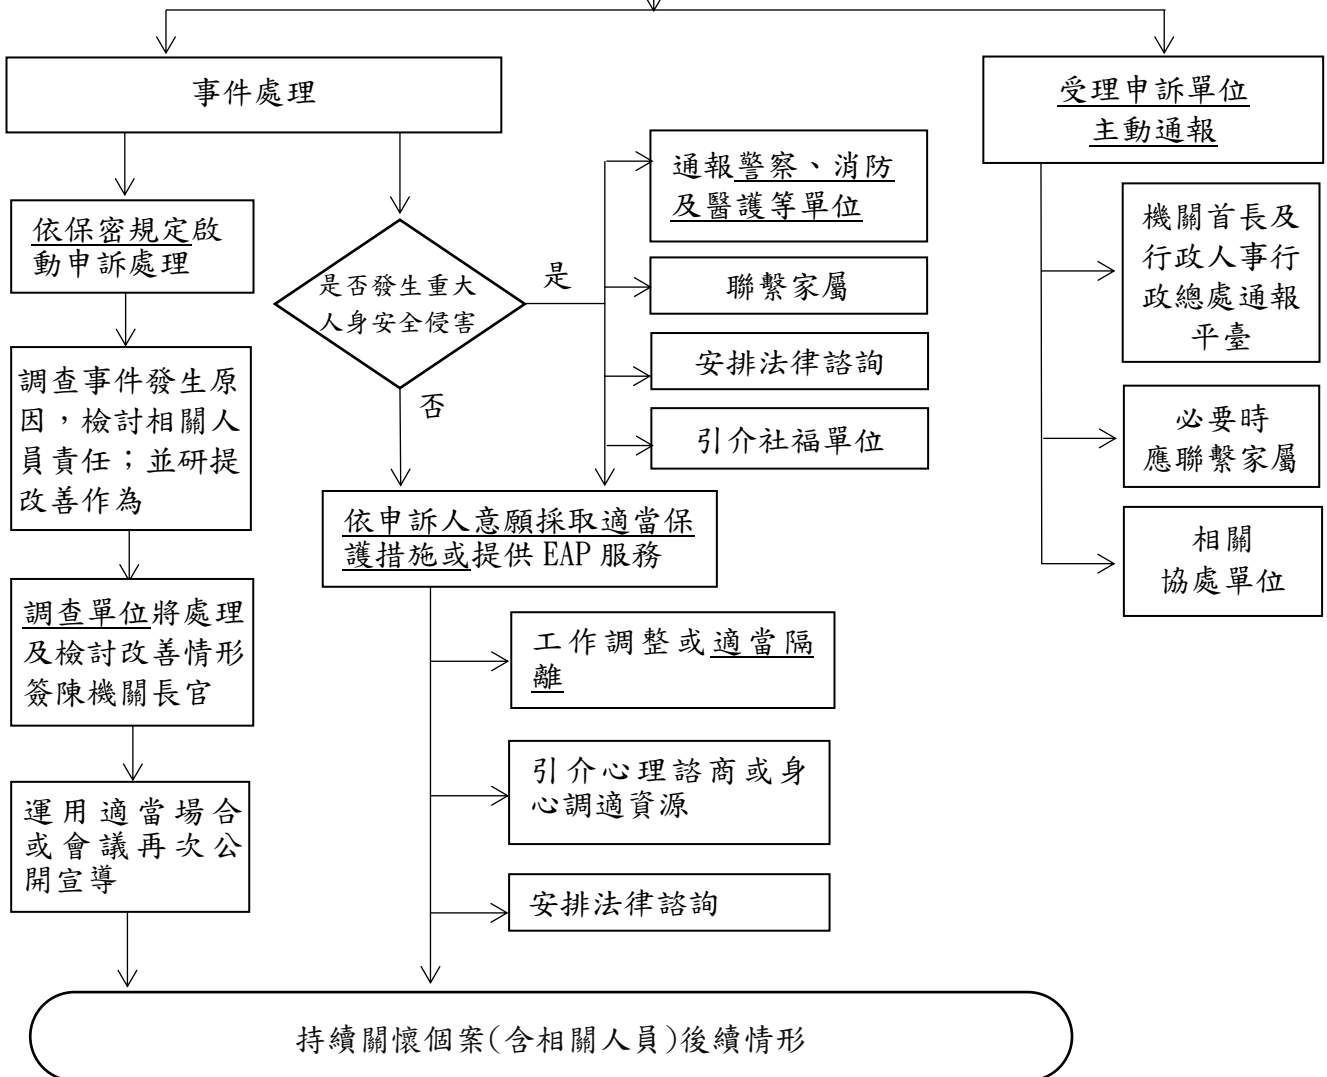 事件處理
受理申訴單位
主動通報
依保密規定啟
動申訴處理
調查事件發生原
因，檢討相關人
員責任；並研提
改善作為
調查單位將處理
及檢討改善情形
簽陳機關長官
運用適當場合
或會議再次公
開宣導
是否發生重大
人身安全侵害
是
否
通報警察、消防
及醫護等單位
聯繫家屬
安排法律諮詢
引介社福單位
依申訴人意願採取適當保
護措施或提供 EAP 服務
工作調整或適當隔
離
引介心理諮商或身
心調適資源
安排法律諮詢
機關首長及
行政人事行
政總處通報
平臺
必要時
應聯繫家屬
相關
協處單位
持續關懷個案(含相關人員)後續情形